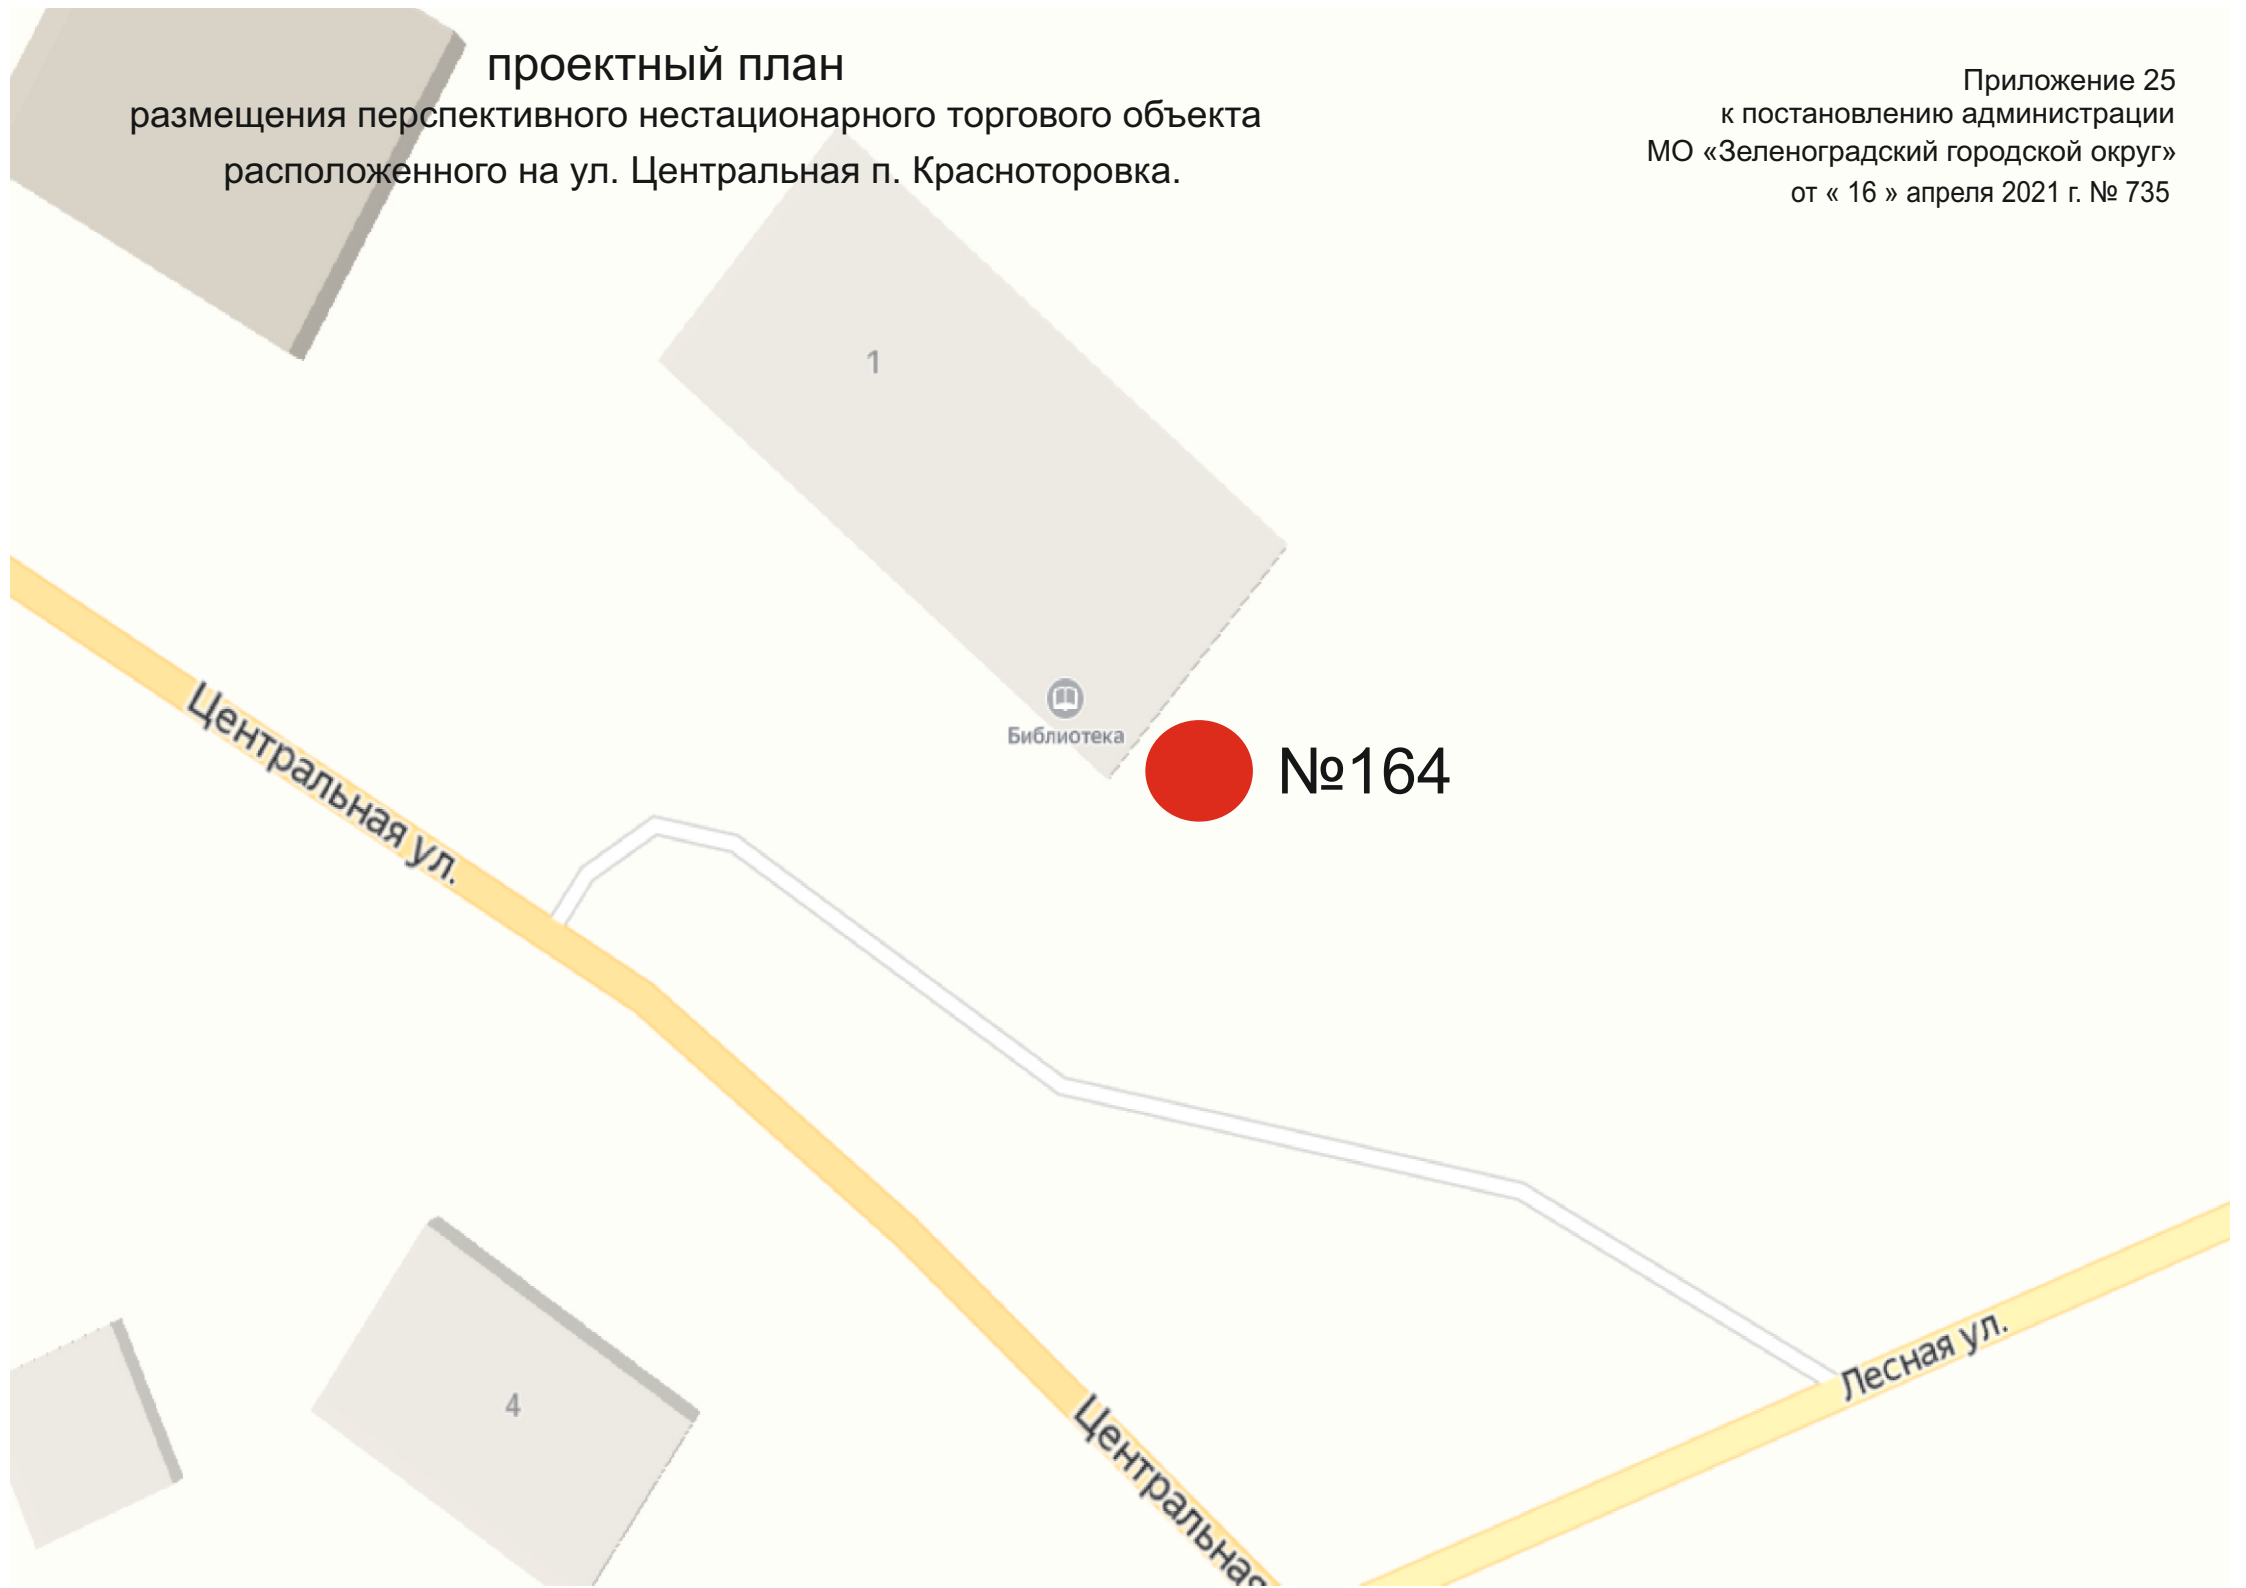 проектный план
размещения перспективного нестационарного торгового объекта
расположенного на ул. Центральная п. Красноторовка.
Приложение 25
к постановлению администрации
МО «Зеленоградский городской округ»
от « 16 » апреля 2021 г. № 735
1
Библиотека
№164
Центральная ул.
4
Лесная ул.
Центральная